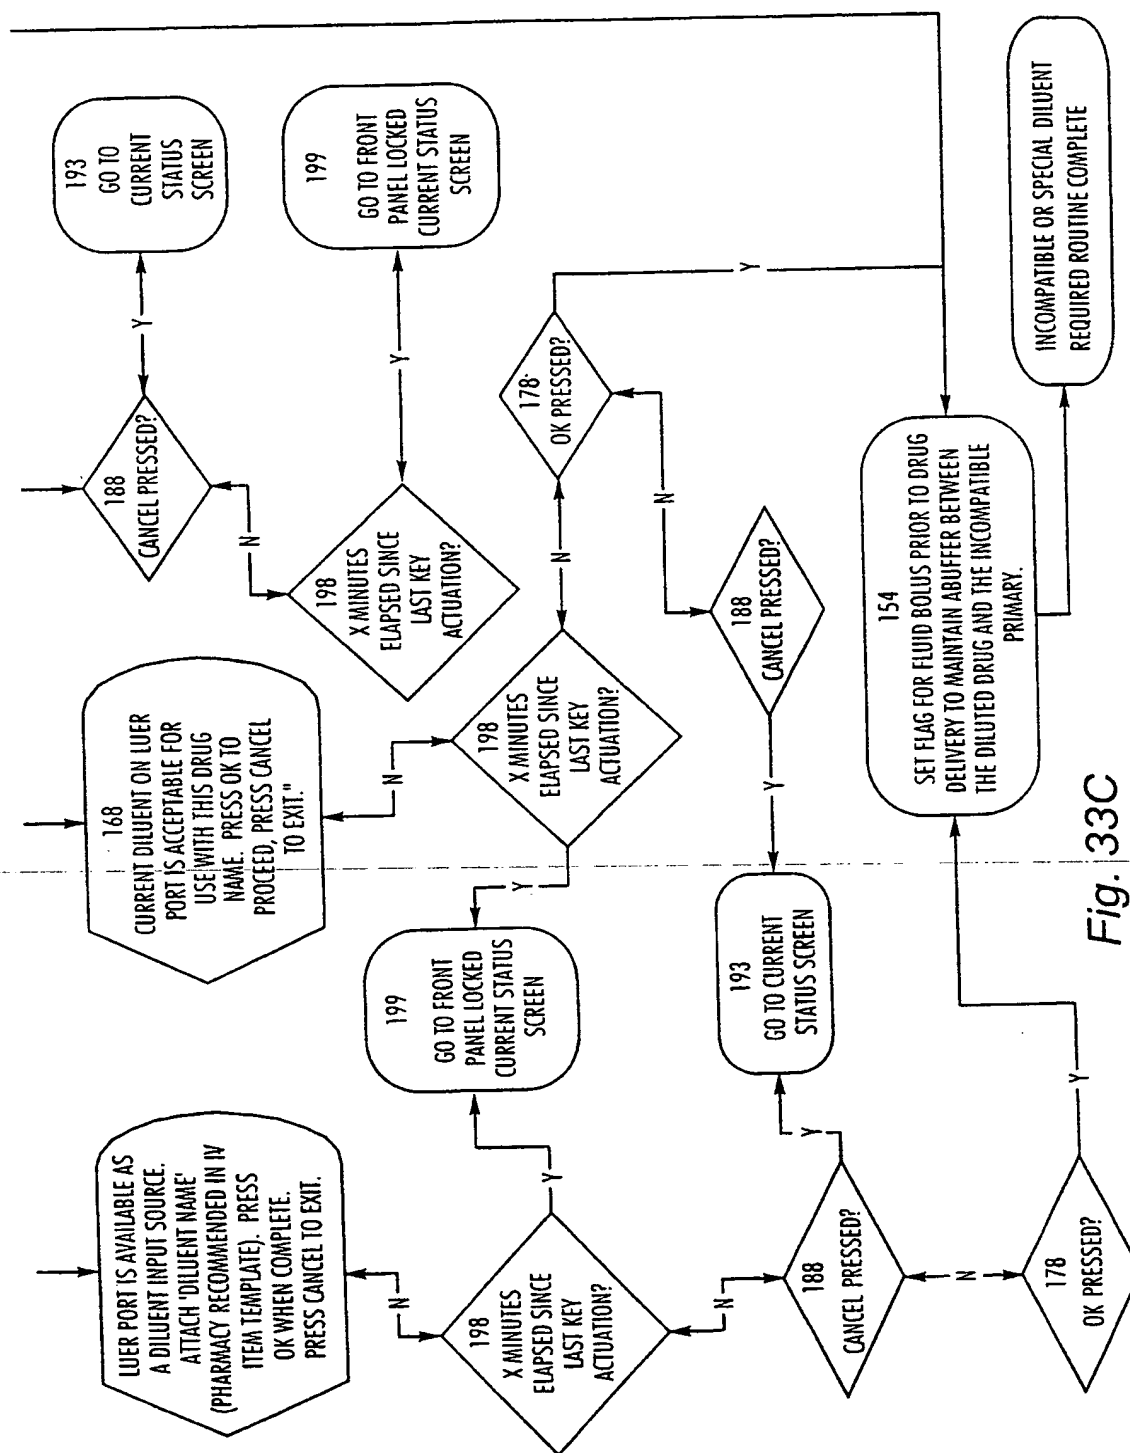 LUER PORT IS AVAILABLE AS
A DILUENT INPUT SOURCE.
ATTACH 'DILUENT NAME'
(PHARMACY RECOMMENDED IN IV
ITEM TEMPLATE). PRESS
OK WHEN COMPLETE.
PRESS CANCEL TO EXIT.
N
198
X MINUTES
ELAPSED SINCE
LAST KEY
ACTUATION?
Y
199
GO TO FRONT
PANEL LOCKED
CURRENT STATUS
SCREEN
N
188
CANCEL PRESSED?
Y
193
GO TO CURRENT
STATUS SCREEN
N
178
OK PRESSED?
Y
168
CURRENT DILUENT ON LUER
PORT IS ACCEPTABLE FOR
USE WITH THIS DRUG
NAME. PRESS OK TO
PROCEED, PRESS CANCEL
TO EXIT."
N
198
X MINUTES
ELAPSED SINCE
LAST KEY
ACTUATION?
Y
N
178
OK PRESSED?
Y
N
188
CANCEL PRESSED?
Y
188
CANCEL PRESSED?
Y
193
GO TO
CURRENT
STATUS
SCREEN
N
198
X MINUTES
ELAPSED SINCE
LAST KEY
ACTUATION?
Y
199
GO TO FRONT
PANEL LOCKED
CURRENT STATUS
SCREEN
154
SET FLAG FOR FLUID BOLUS PRIOR TO DRUG
DELIVERY TO MAINTAIN ABUFFER BETWEEN
THE DILUTED DRUG AND THE INCOMPATIBLE
PRIMARY.
INCOMPATIBLE OR SPECIAL DILUENT
REQUIRED ROUTINE COMPLETE
Fig. 33C